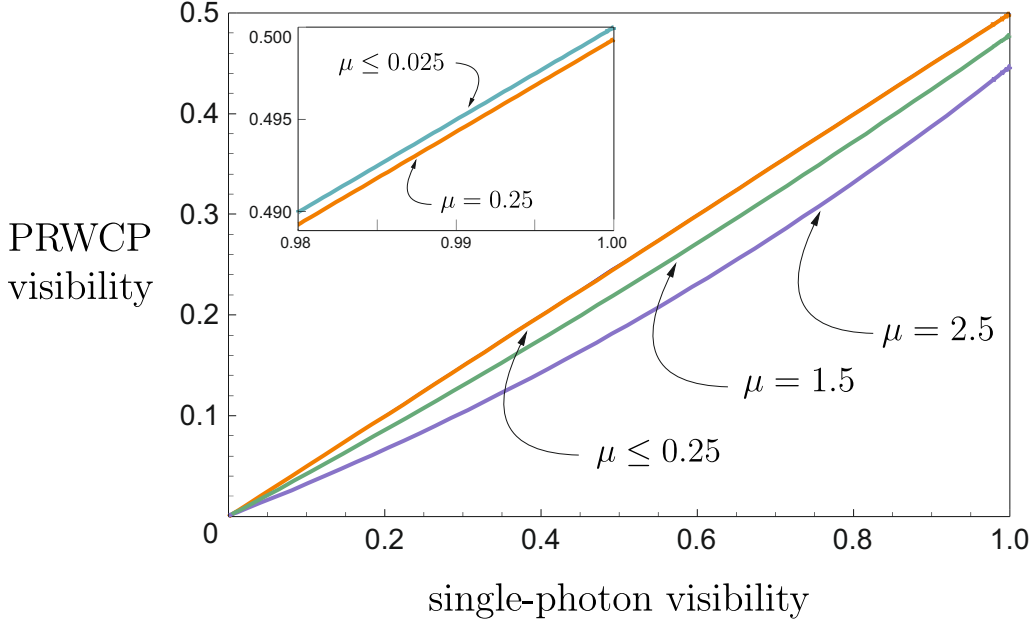 0.5
0.4
0.3
0.2
0.1
0
PRWCP
visibility
0.500
0.495
0.490
0.98
0.99
1.00
μ ≤ 0.025
μ = 0.25
μ = 2.5
μ = 1.5
μ ≤ 0.25
0.2
0.4
0.6
0.8
1.0
single-photon visibility